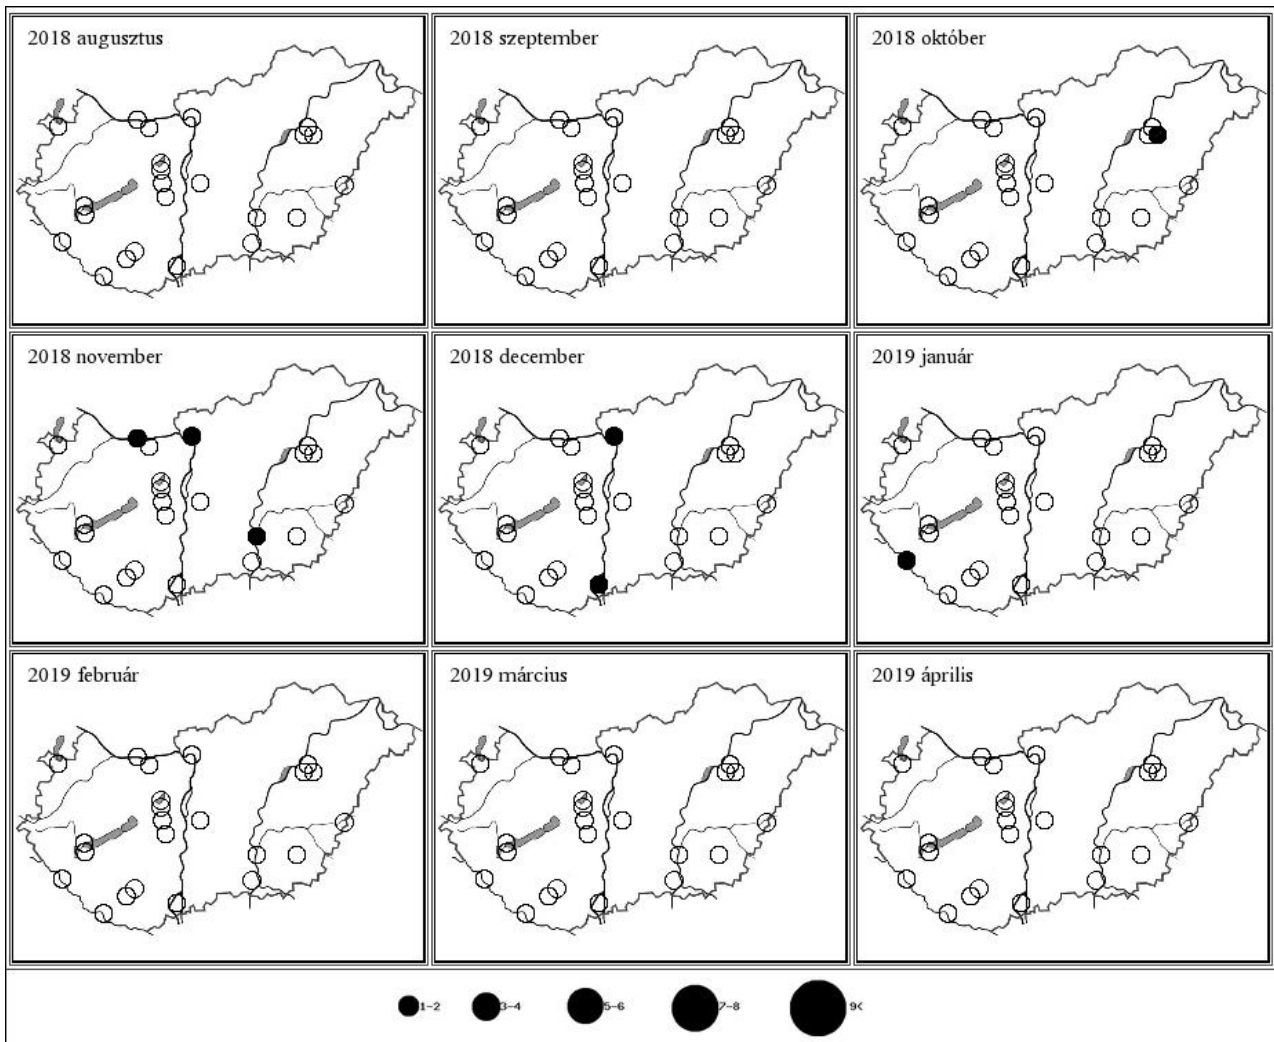 2018 augusztus
2018 szeptember
2018 október
2018 november
2018 december
2019 január
2019 február
2019 március
2019 április
1-2
3-4
5-6
7-8
9<